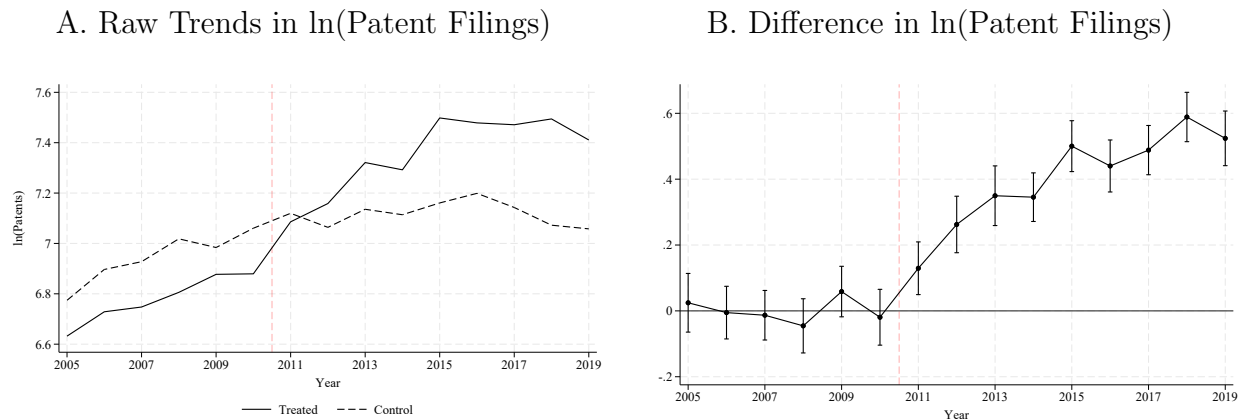 A. Raw Trends in ln(Patent Filings)
7.6
7.4
7.2
7
6.8
6.6
ln(Patents)
2005 2007 2009 2011 2013 2015 2017 2019
Year
Treated Control
B. Difference in ln(Patent Filings)
.6
.4
.2
0
-.2
2005 2007 2009 2011 2013 2015 2017 2019
Year